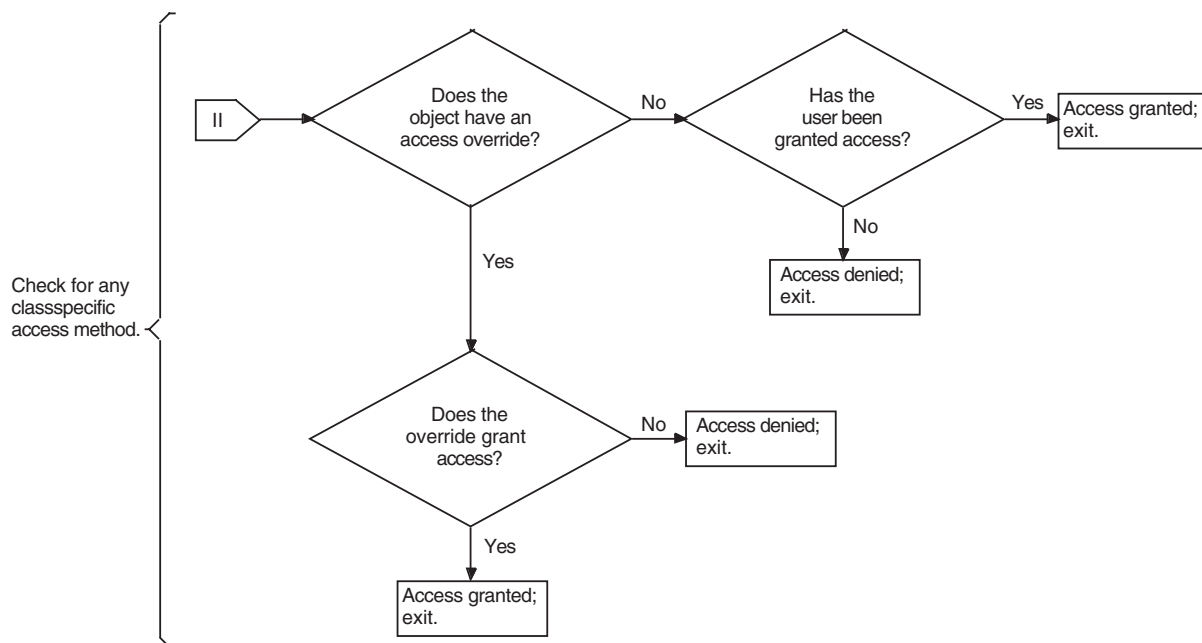 II
Does the
object have an
access override?
No
Has the
user been
granted access?
Yes
Access granted;
exit.
No
Access denied;
exit.
Yes
Check for any
classspecific
access method.
Does the
override grant
access?
No
Access denied;
exit.
Yes
Access granted;
exit.